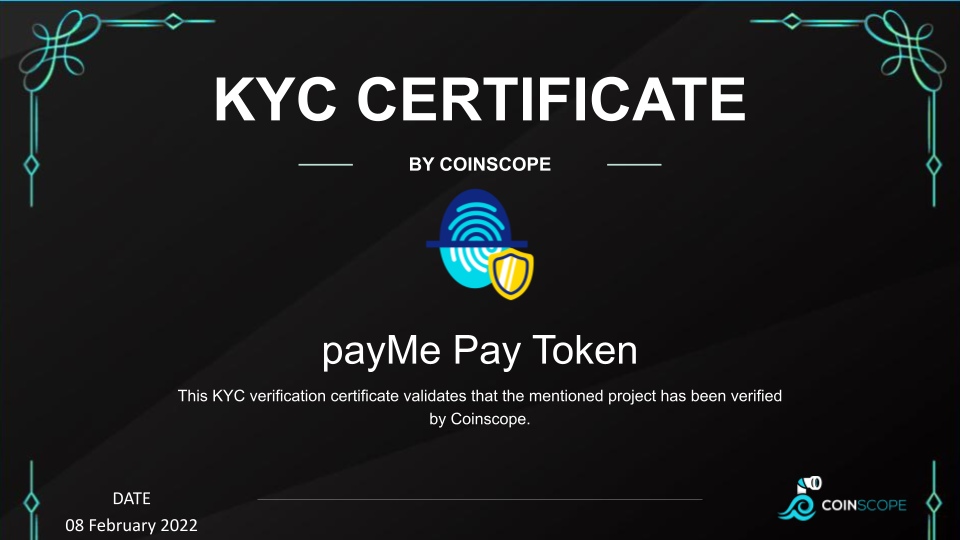 KYC CERTIFICATE
BY COINSCOPE
payMe Pay Token
This KYC verification certificate validates that the mentioned project has been verified
by Coinscope.
DATE
08 February 2022
COINSCOPE